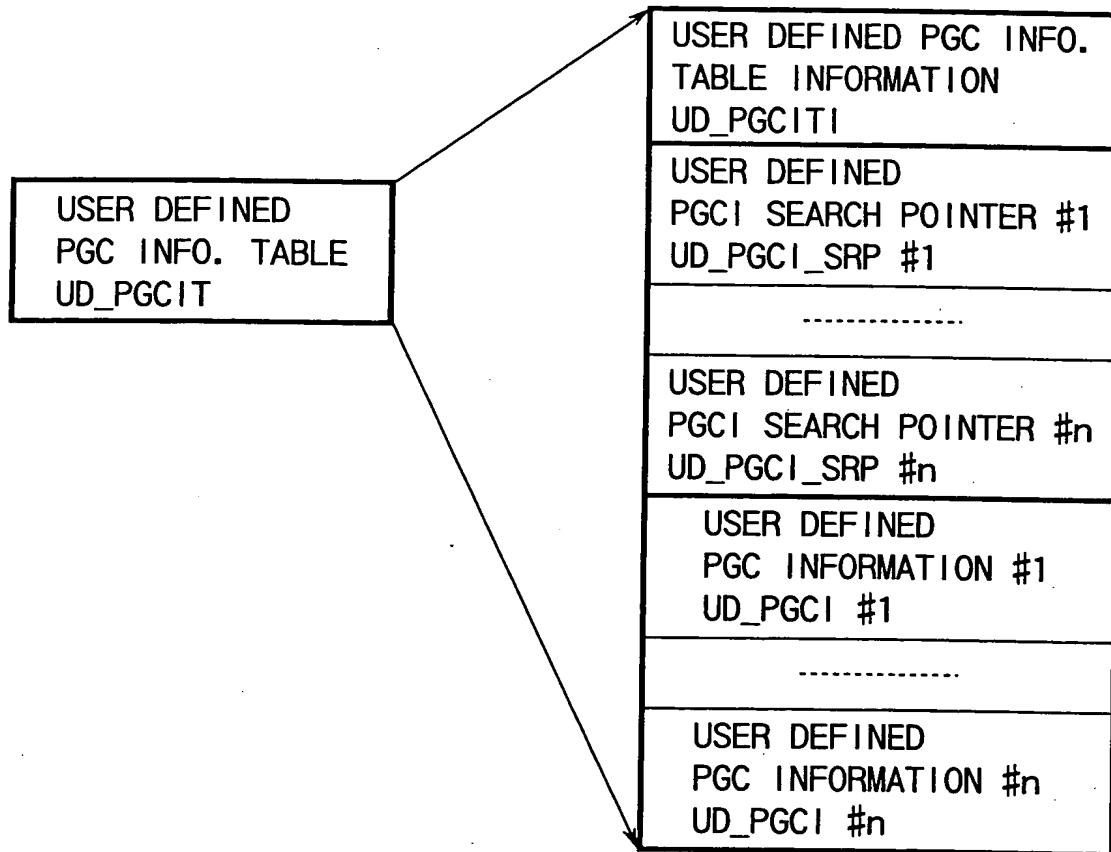 USER DEFINED
PGC INFO. TABLE
UD_PGCIT
USER DEFINED PGC INFO.
TABLE INFORMATION
UD_PGCITI
USER DEFINED
PGCI SEARCH POINTER #1
UD_PGCI_SRP #1
---------------
USER DEFINED
PGCI SEARCH POINTER #n
UD_PGCI_SRP #n
USER DEFINED
PGC INFORMATION #1
UD_PGCI #1
---------------
USER DEFINED
PGC INFORMATION #n
UD_PGCI #n